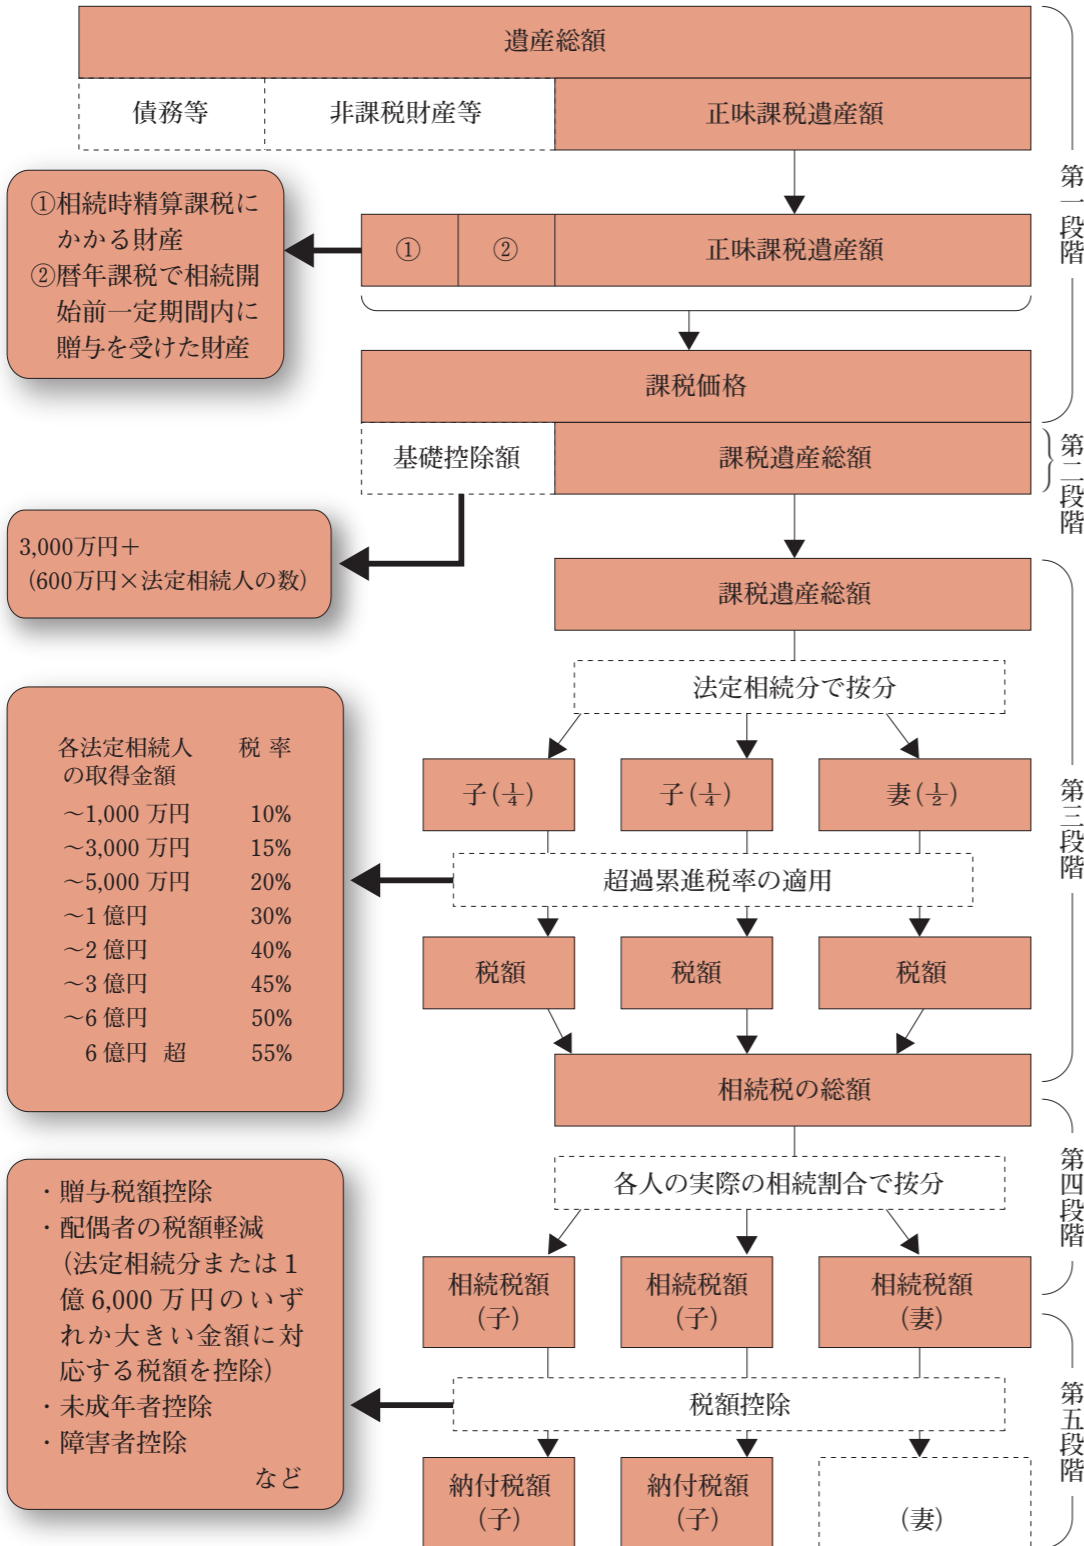 遺産総額
債務等
非課税財産等
正味課税遺産額
①相続時精算課税に
かかる財産
②暦年課税で相続開
始前一定期間内に
贈与を受けた財産
①
②
正味課税遺産額
第一段階
課税価格
基礎控除額
課税遺産総額
第二段階
3,000万円＋
(600万円×法定相続人の数)
課税遺産総額
法定相続分で按分
子(1/4)
子(1/4)
妻(1/2)
各法定相続人 税 率
の取得金額
～1,000 万円 10%
～3,000 万円 15%
～5,000 万円 20%
～1 億円 30%
～2 億円 40%
～3 億円 45%
～6 億円 50%
6 億円 超 55%
超過累進税率の適用
税額
税額
税額
第三段階
相続税の総額
各人の実際の相続割合で按分
相続税額
(子)
相続税額
(子)
相続税額
(妻)
第四段階
・贈与税額控除
・配偶者の税額軽減
(法定相続分または 1
億 6,000 万円のいず
れか大きい金額に対
応する税額を控除)
・未成年者控除
・障害者控除
など
税額控除
納付税額
(子)
納付税額
(子)
(妻)
第五段階